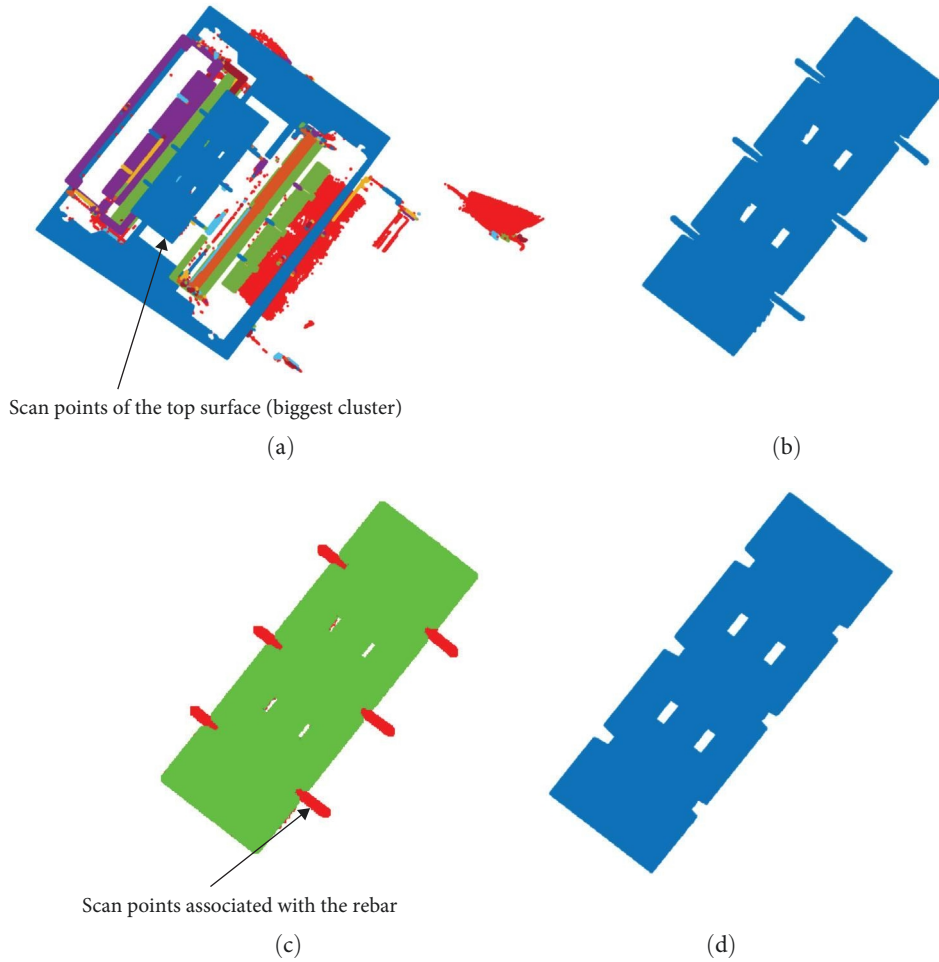 Scan points of the top surface (biggest cluster)
(a)
(b)
Scan points associated with the rebar
(c)
(d)